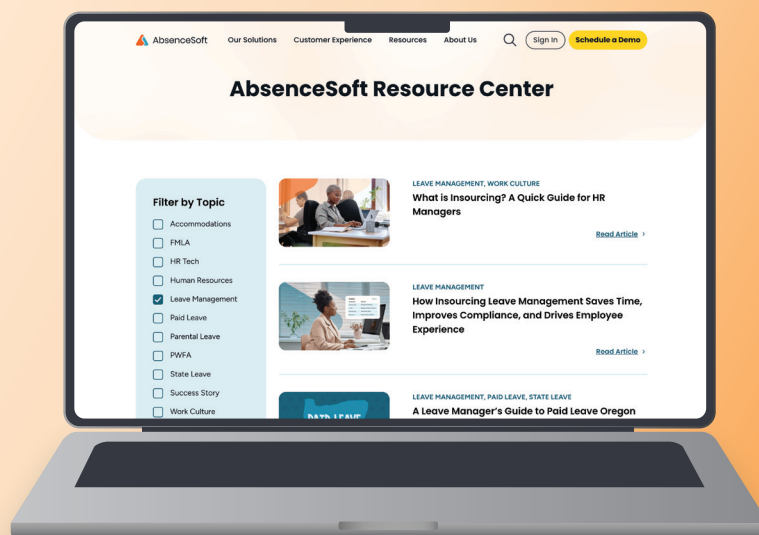 AbsenceSoft
Our Solutions
Customer Experience
Resources
About Us
Sign In
Schedule a Demo
AbsenceSoft Resource Center
Filter by Topic
Accommodations
FMLA
HR Tech
Human Resources
Leave Management
Paid Leave
Parental Leave
PWFA
State Leave
Success Story
Work Culture
LEAVE MANAGEMENT, WORK CULTURE
What is Insourcing? A Quick Guide for HR
Managers
Read Article
LEAVE MANAGEMENT
How Insourcing Leave Management Saves Time,
Improves Compliance, and Drives Employee
Experience
Read Article
PAID LEAVE
LEAVE MANAGEMENT, PAID LEAVE, STATE LEAVE
A Leave Manager's Guide to Paid Leave Oregon